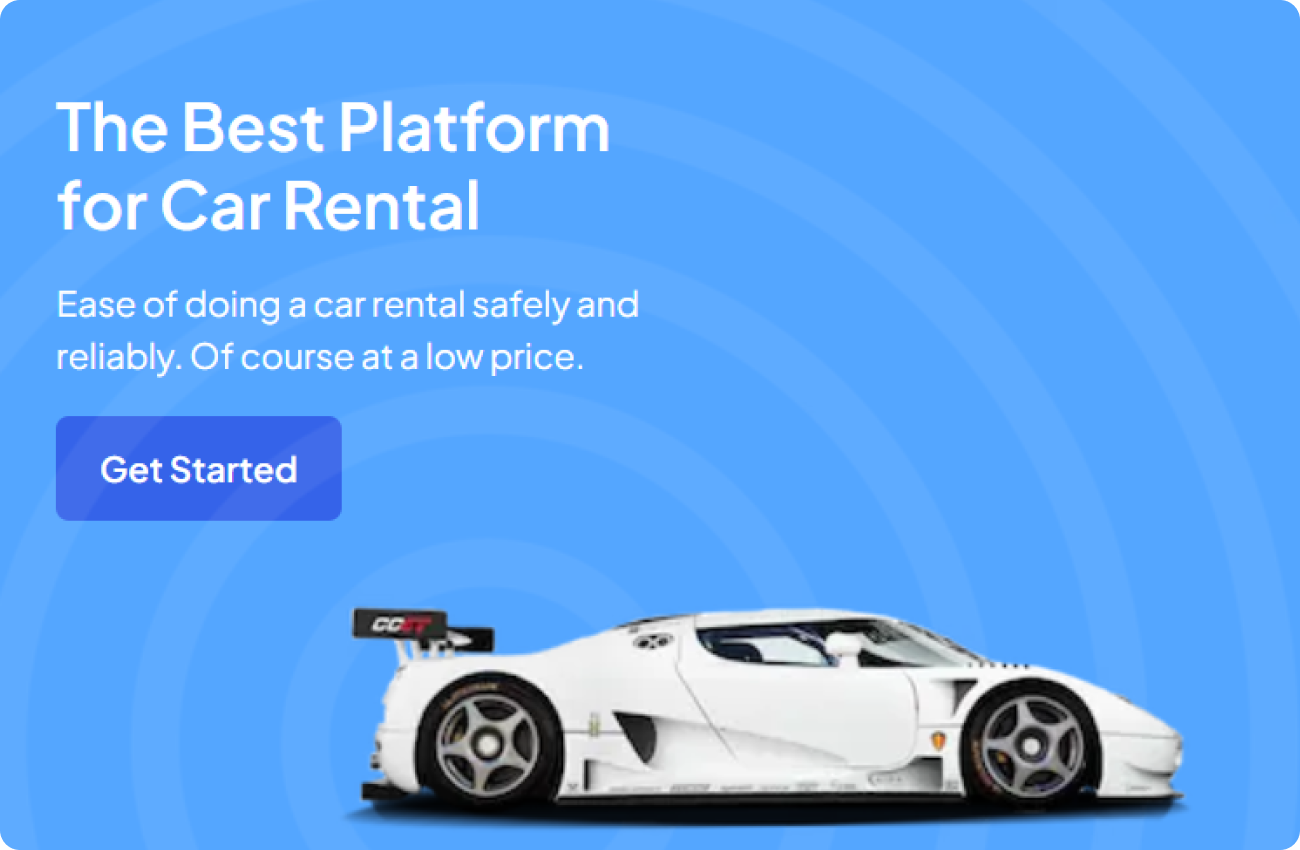 The Best Platform
for Car Rental
Ease of doing a car rental safely and
reliably. Of course at a low price.
Get Started
CCGT